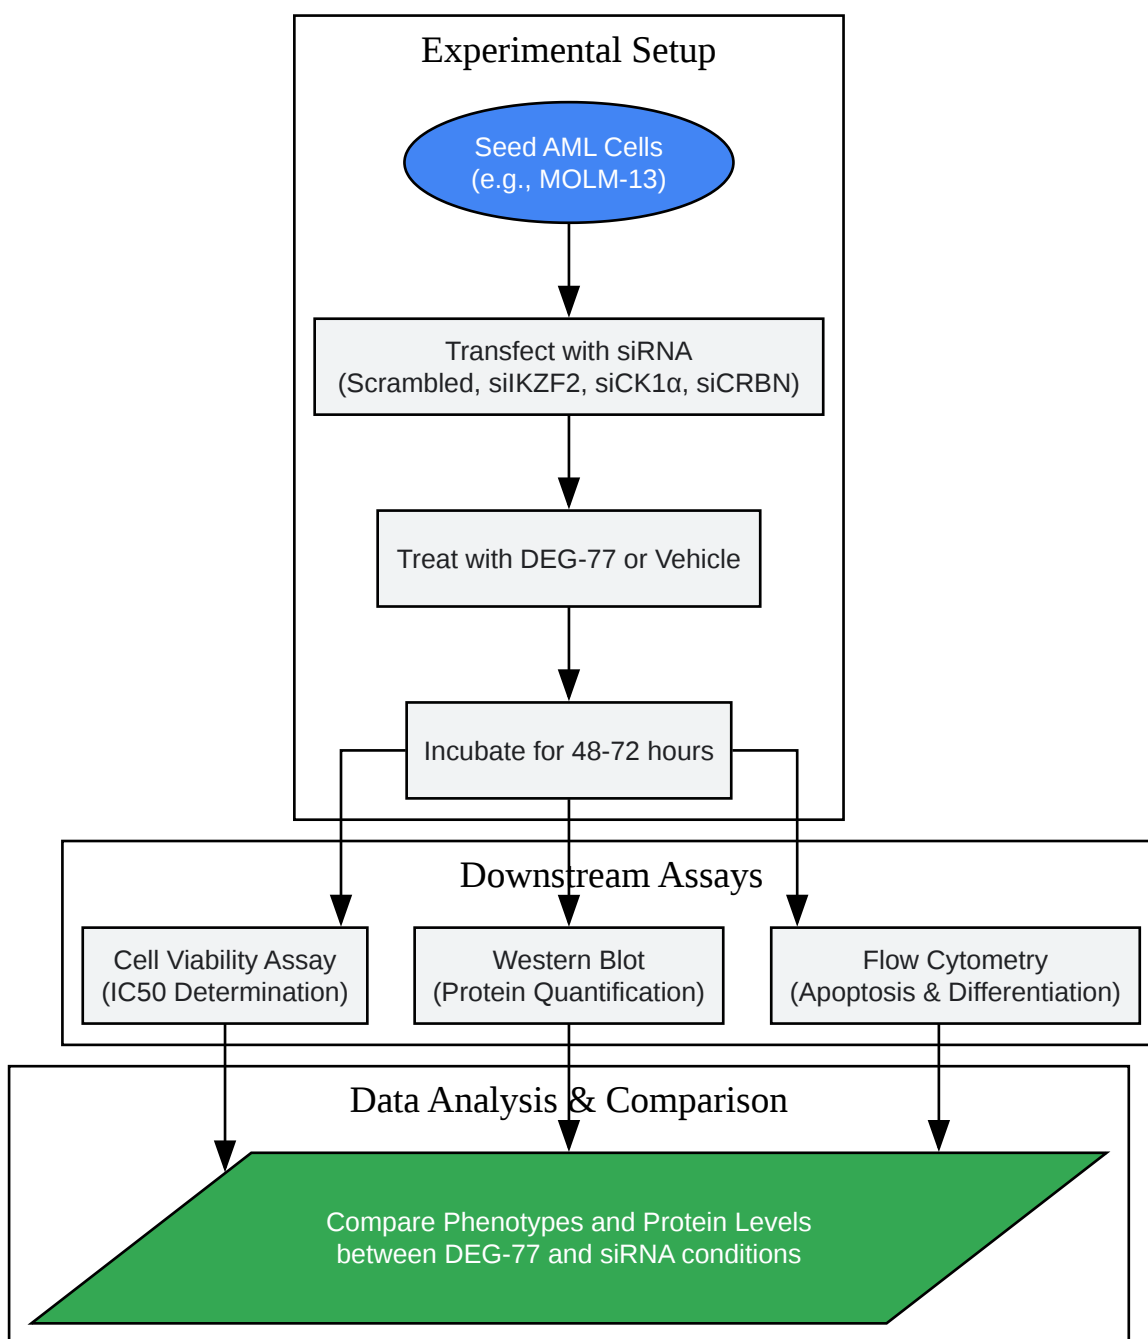 Experimental Setup
Seed AML Cells
(e.g., MOLM-13)
Transfect with siRNA
(Scrambled, siIKZF2, siCK1α, siCRBN)
Treat with DEG-77 or Vehicle
Incubate for 48-72 hours
Downstream Assays
Cell Viability Assay
(IC50 Determination)
Western Blot
(Protein Quantification)
Flow Cytometry
(Apoptosis & Differentiation)
Data Analysis & Comparison
Compare Phenotypes and Protein Levels
between DEG-77 and siRNA conditions